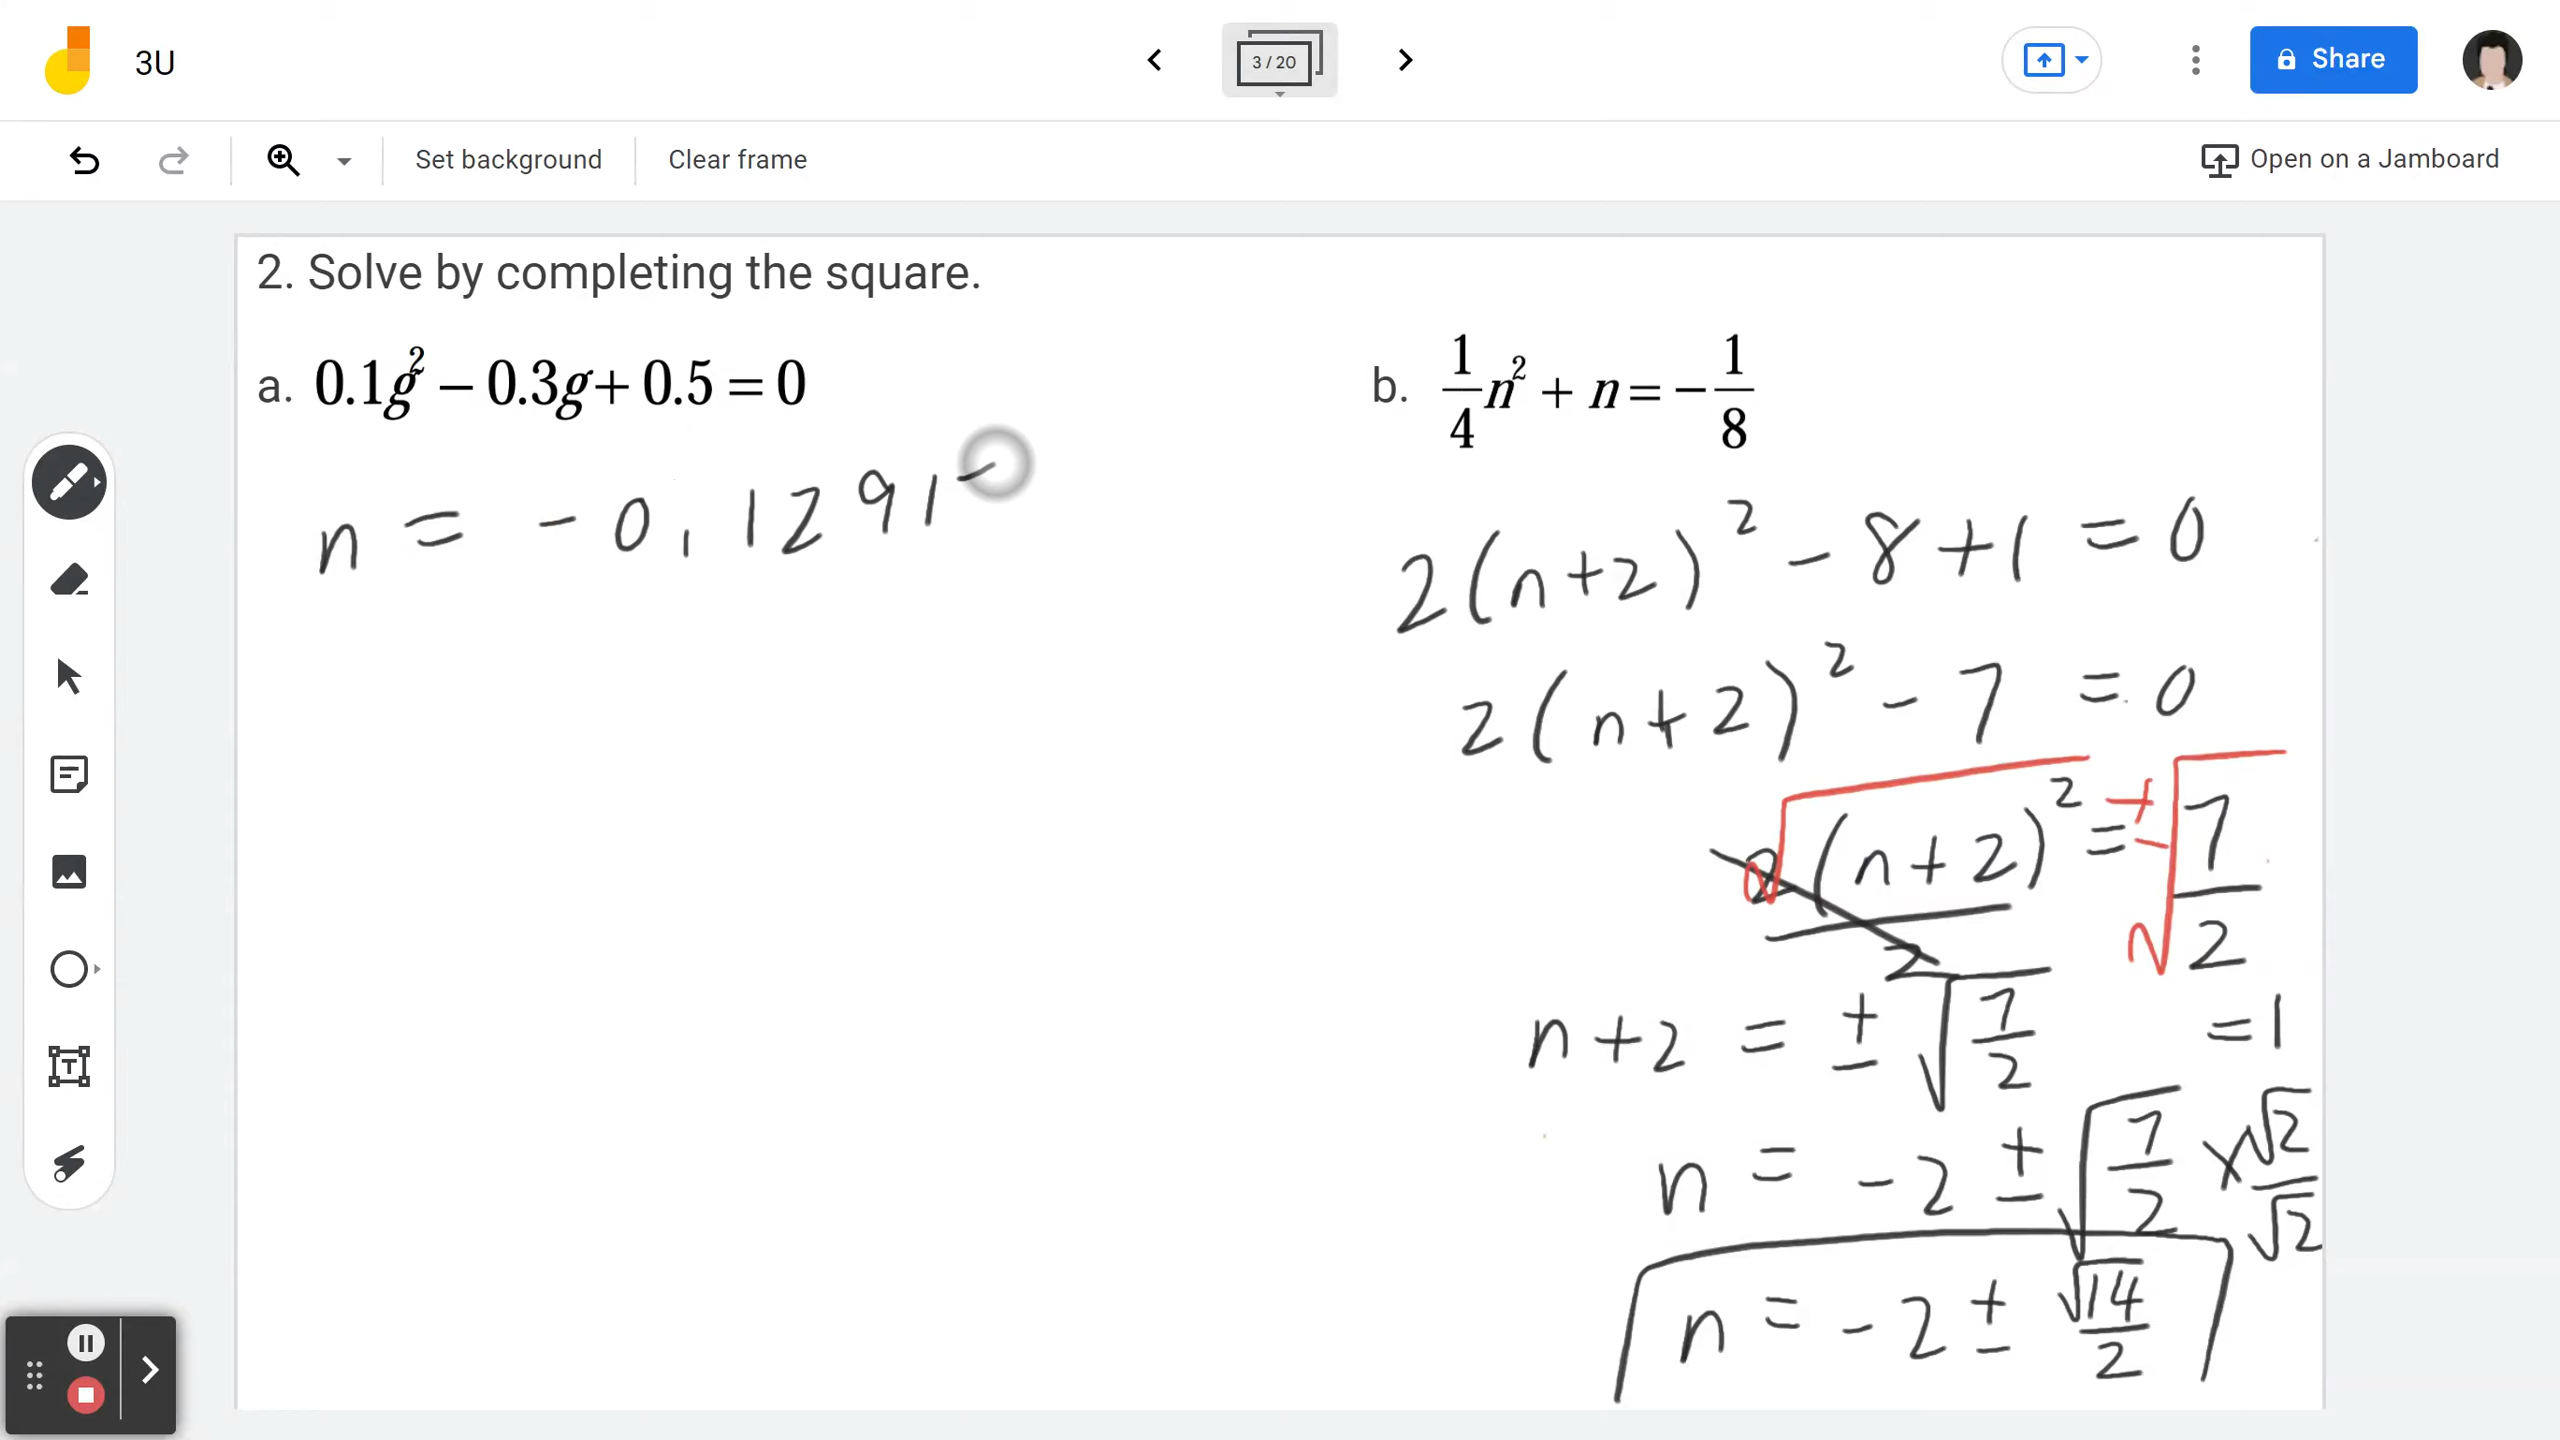 3U
3 / 20
Share
Set background
Clear frame
Open on a Jamboard
2. Solve by completing the square.
a. 0.1g² − 0.3g + 0.5 = 0
n = - 0.1291
b. 1/4 n² + n = − 1/8
2(n+2)² - 8 + 1 = 0
2(n+2)² - 7 = 0
√2(n+2)²/2 = ±√7/2
n+2 = ±√7/2 = 1
n = -2 ± √7/2 × √2/√2
n = -2 ± √14/2